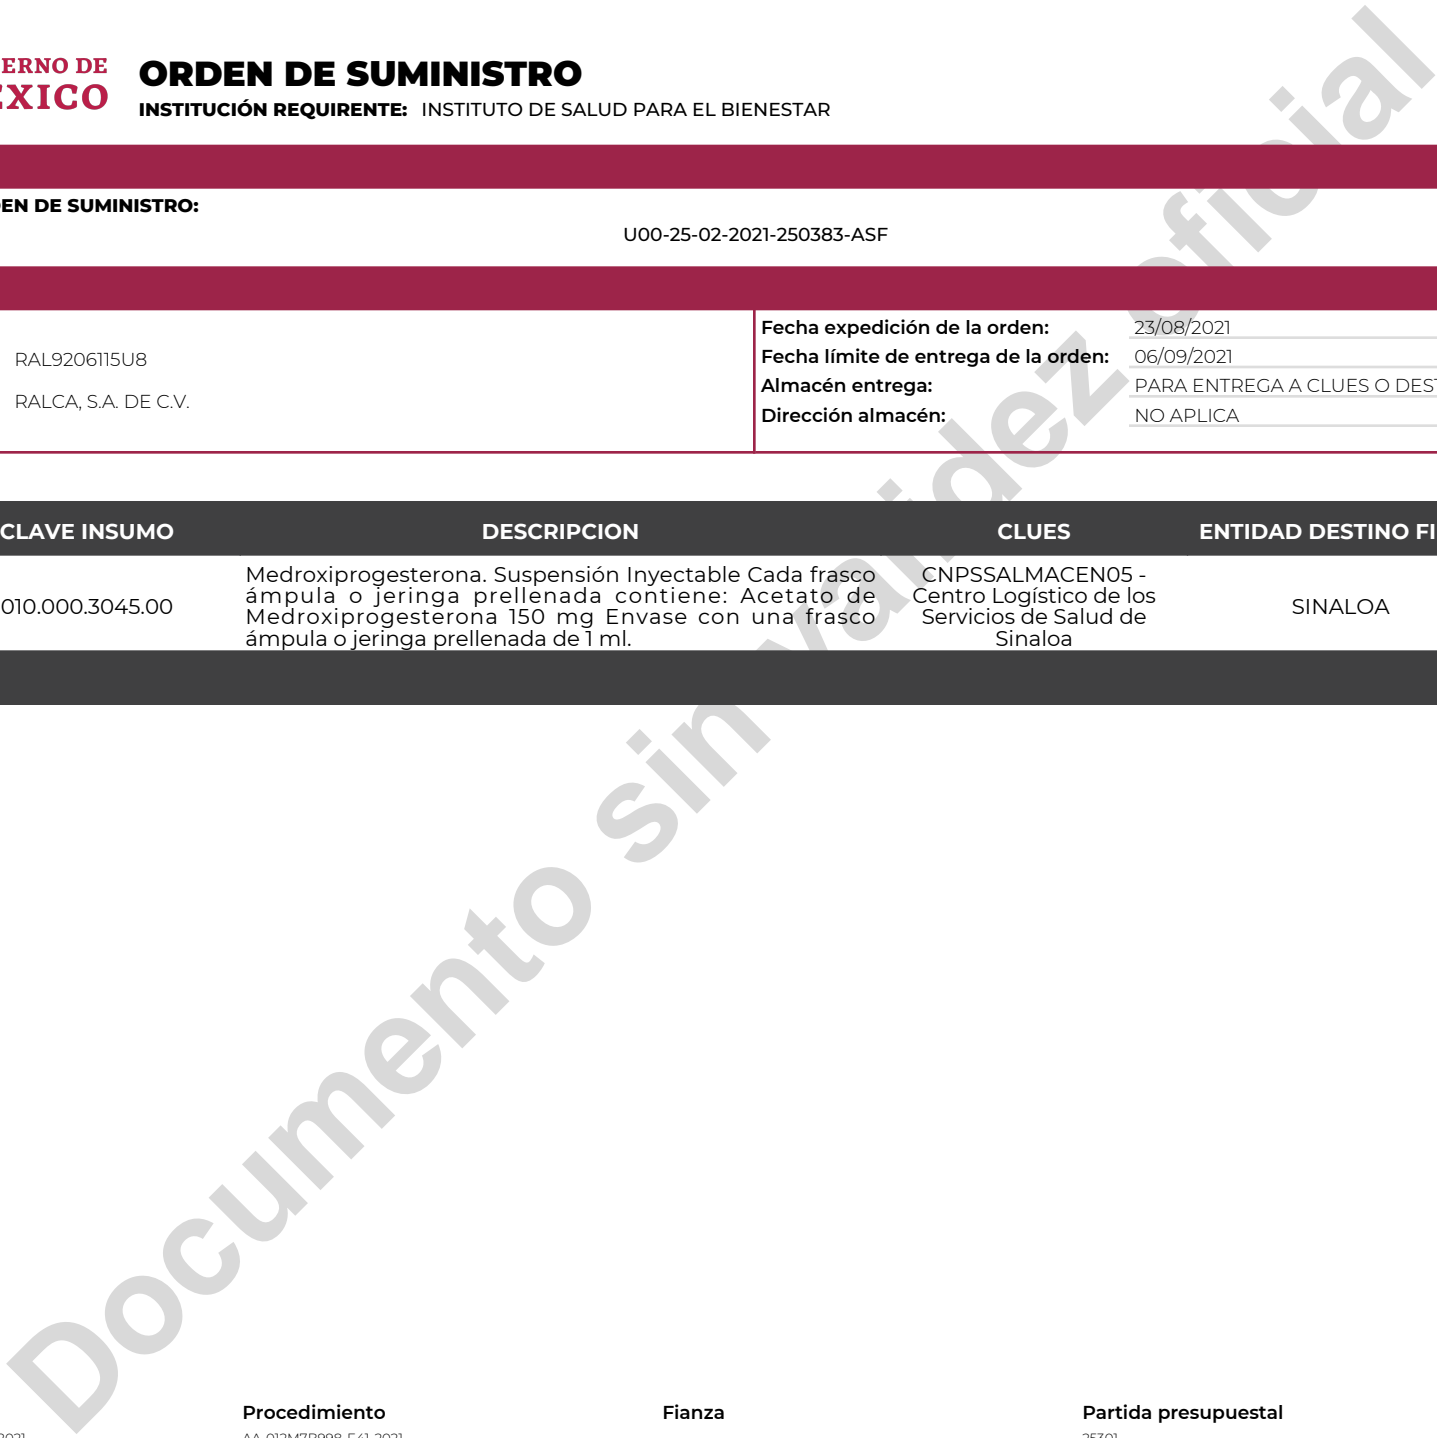 ERNO DE
EXICO
ORDEN DE SUMINISTRO
INSTITUCIÓN REQUIRENTE: INSTITUTO DE SALUD PARA EL BIENESTAR
EN DE SUMINISTRO:
U00-25-02-2021-250383-ASF
RAL9206115U8
RALCA, S.A. DE C.V.
Fecha expedición de la orden: 23/08/2021
Fecha límite de entrega de la orden: 06/09/2021
Almacén entrega: PARA ENTREGA A CLUES O DEST
Dirección almacén: NO APLICA
CLAVE INSUMO DESCRIPCION CLUES ENTIDAD DESTINO FI
010.000.3045.00
Medroxiprogesterona. Suspensión Inyectable Cada frasco
ámpula o jeringa prellenada contiene: Acetato de
Medroxiprogesterona 150 mg Envase con una frasco
ámpula o jeringa prellenada de 1 ml.
CNPSSALMACEN05 -
Centro Logístico de los
Servicios de Salud de
Sinaloa
SINALOA
Documento sin validez oficial
Procedimiento Fianza Partida presupuestal